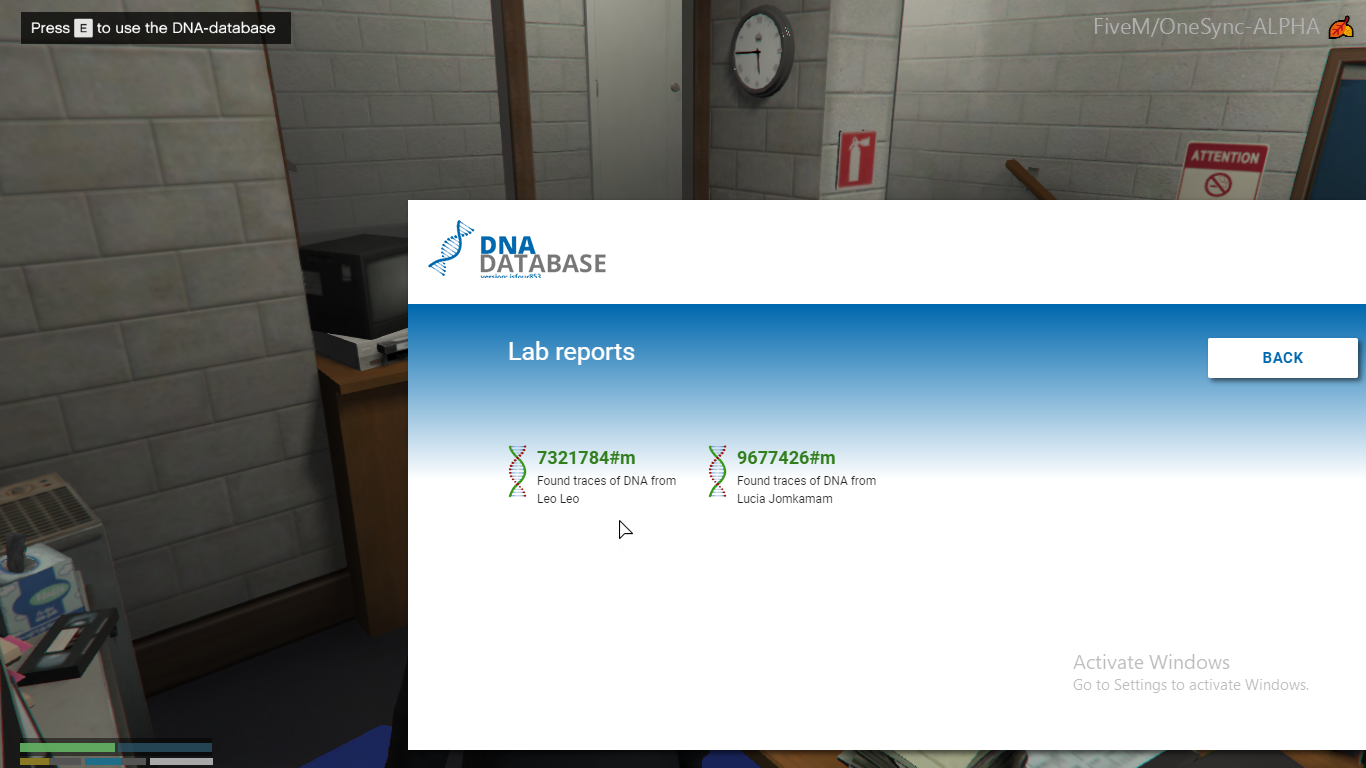 Press E to use the DNA-database
FiveM/OneSync-ALPHA
ATTENTION
DNA
DATABASE
Lab reports
BACK
7321784#m
Found traces of DNA from
Leo Leo
9677426#m
Found traces of DNA from
Lucia Jomkamam
Activate Windows
Go to Settings to activate Windows.